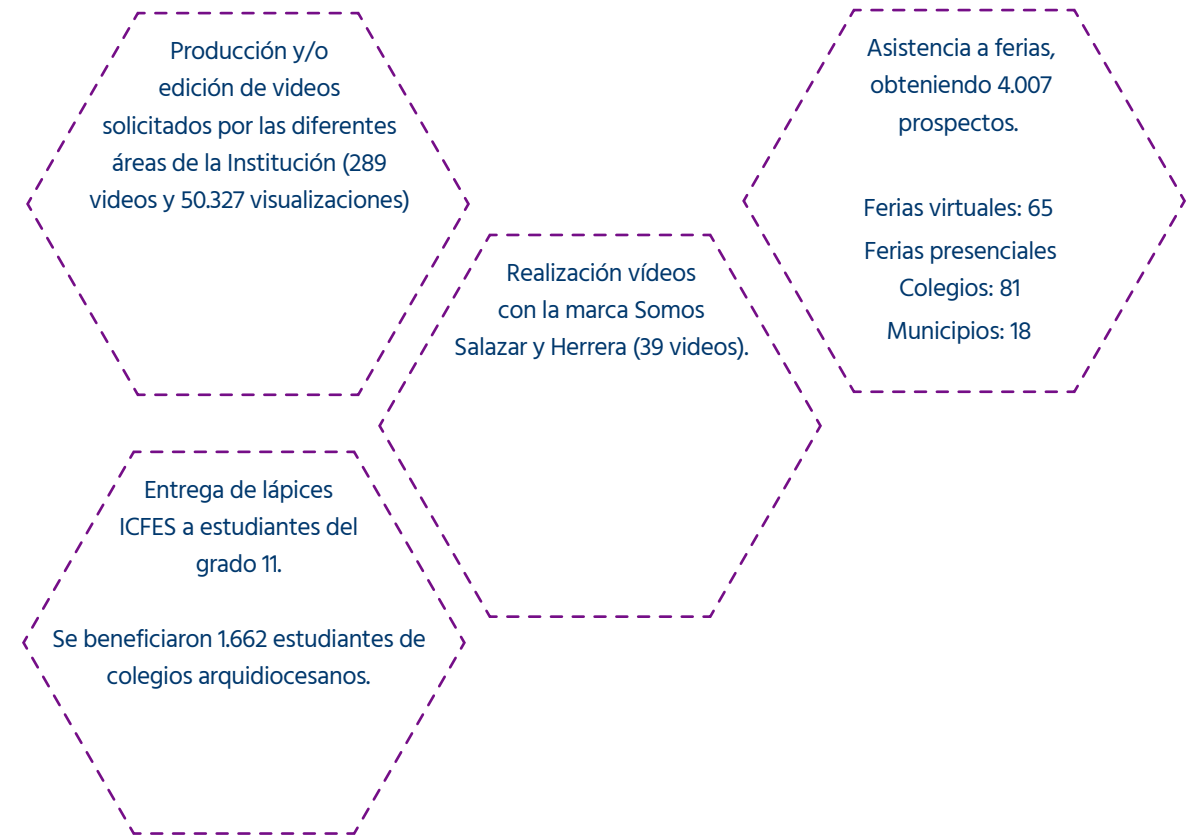 Producción y/o
edición de videos
solicitados por las diferentes
áreas de la Institución (289
videos y 50.327 visualizaciones)
Asistencia a ferias,
obteniendo 4.007
prospectos.
Ferias virtuales: 65
Ferias presenciales
Colegios: 81
Municipios: 18
Realización vídeos
con la marca Somos
Salazar y Herrera (39 videos).
Entrega de lápices
ICFES a estudiantes del
grado 11.
Se beneficiaron 1.662 estudiantes de
colegios arquidiocesanos.